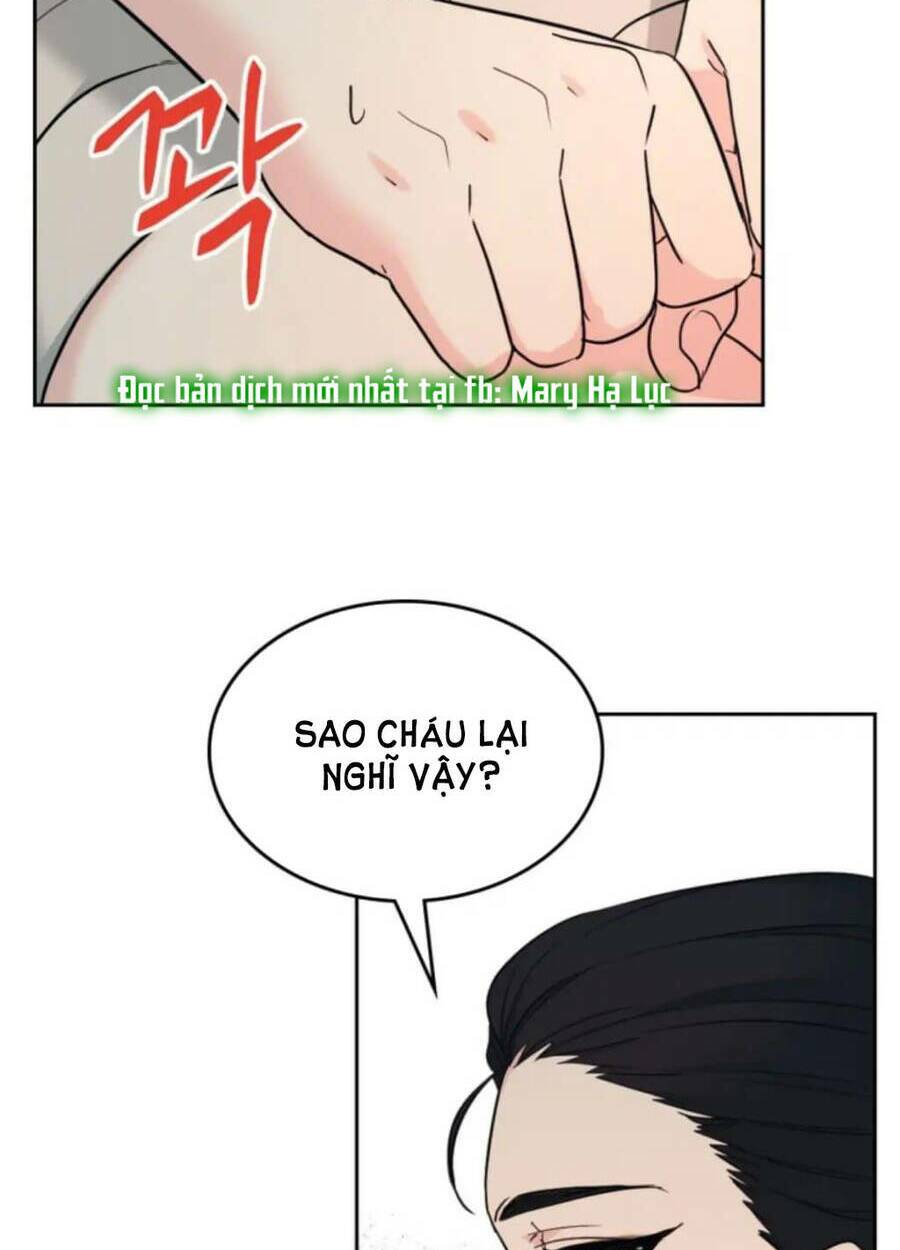 꽉
Đọc bản dịch mới nhất tại fb: Mary Hạ Lục
SAO CHÁU LẠI
NGHĨ VẬY?